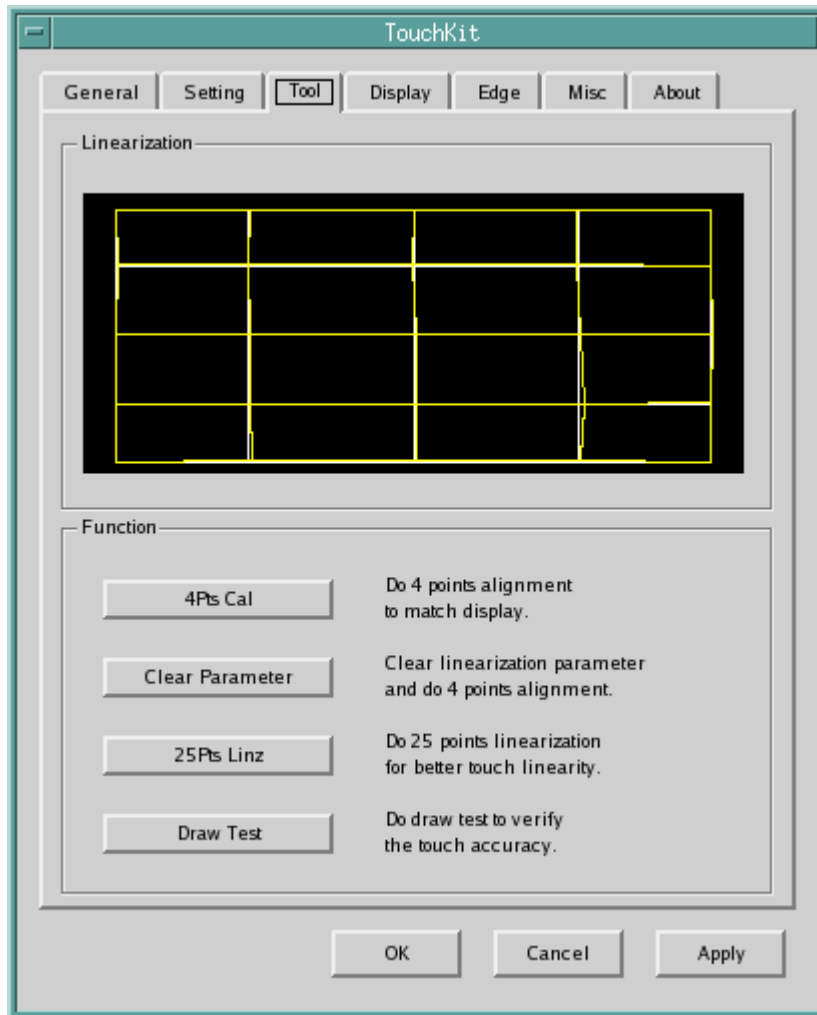 TouchKit
General Setting Tool Display Edge Misc About
Linearization
Function
4Pts Cal
Do 4 points alignment
to match display.
Clear Parameter
Clear linearization parameter
and do 4 points alignment.
25Pts Linz
Do 25 points linearization
for better touch linearity.
Draw Test
Do draw test to verify
the touch accuracy.
OK Cancel Apply